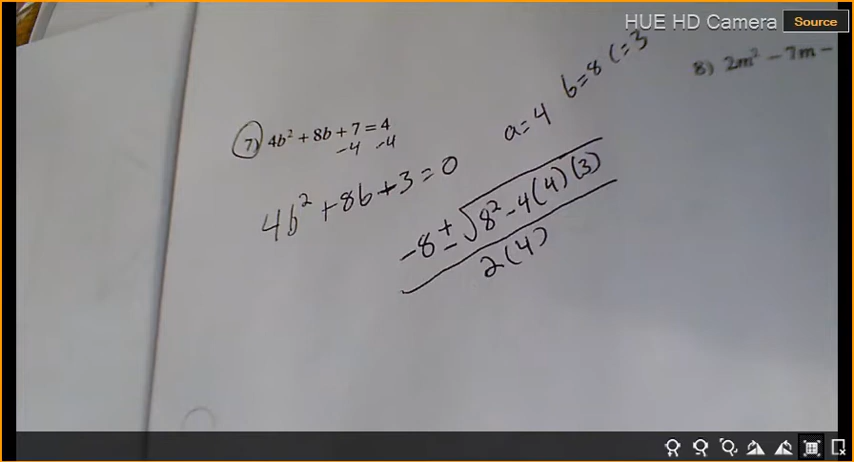 HUE HD Camera
Source
7) 4b² + 8b + 7 = 4
-4 -4
a=4 b=8 c=3
8) 2m² - 7m -
4b² + 8b + 3 = 0
-8 ± √8² - 4(4)(3)
2(4)